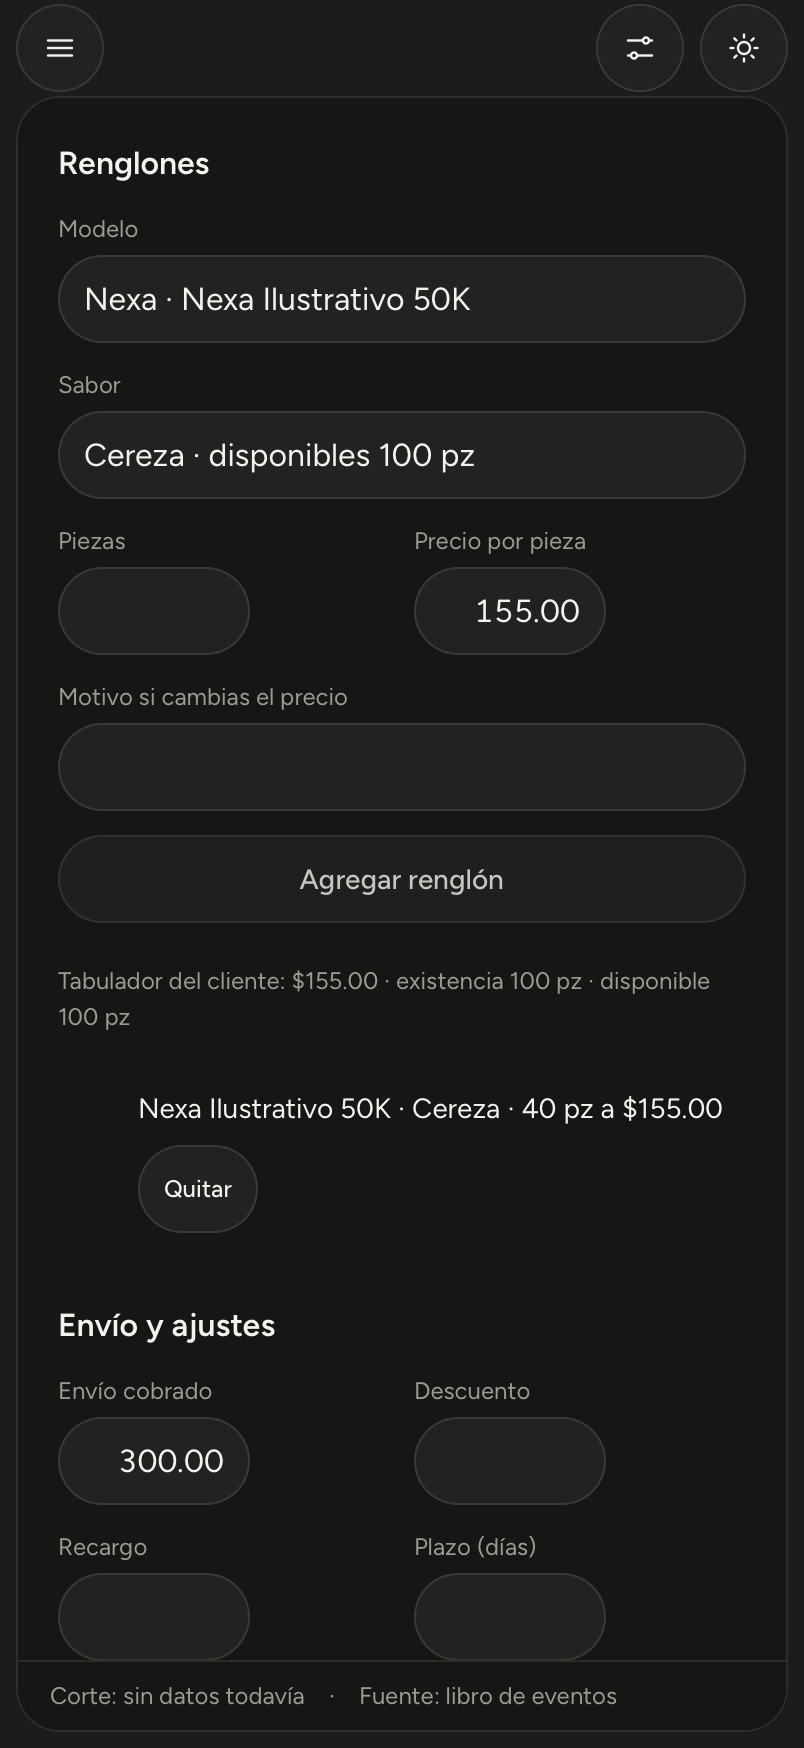 Renglones
Modelo
Nexa · Nexa Ilustrativo 50K
Sabor
Cereza · disponibles 100 pz
Piezas
Precio por pieza
155.00
Motivo si cambias el precio
Agregar renglón
Tabulador del cliente: $155.00 · existencia 100 pz · disponible
100 pz
Nexa Ilustrativo 50K · Cereza · 40 pz a $155.00
Quitar
Envío y ajustes
Envío cobrado
Descuento
300.00
Recargo
Plazo (días)
Corte: sin datos todavía · Fuente: libro de eventos